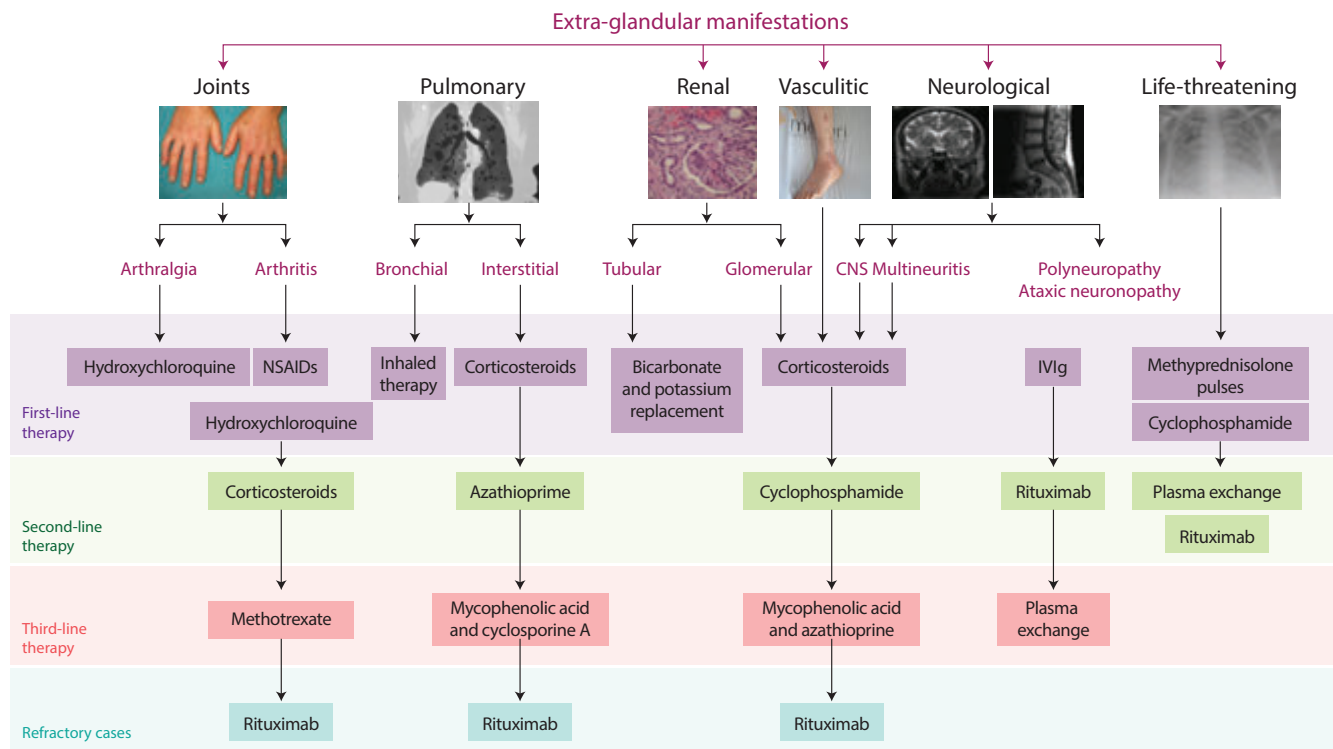 Extra-glandular manifestations
Joints
Pulmonary
Renal
Vasculitic
Neurological
Life-threatening
Arthralgia
Arthritis
Bronchial
Interstitial
Tubular
Glomerular
CNS Multineuritis
Polyneuropathy
Ataxic neuronopathy
First-line
therapy
Hydroxychloroquine
NSAIDs
Hydroxychloroquine
Inhaled
therapy
Corticosteroids
Bicarbonate
and potassium
replacement
Corticosteroids
IVIg
Methyprednisolone
pulses
Cyclophosphamide
Second-line
therapy
Corticosteroids
Azathioprime
Cyclophosphamide
Rituximab
Plasma exchange
Rituximab
Third-line
therapy
Methotrexate
Mycophenolic acid
and cyclosporine A
Mycophenolic acid
and azathioprine
Plasma
exchange
Refractory cases
Rituximab
Rituximab
Rituximab